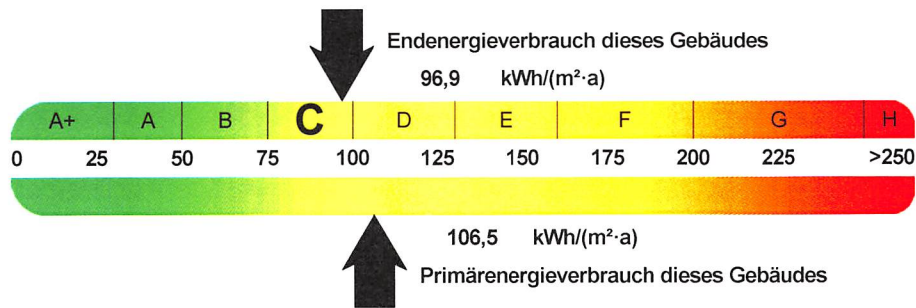 Endenergieverbrauch dieses Gebäudes
96,9 kWh/(m²·a)
A+ A B C D E F G H
0 25 50 75 100 125 150 175 200 225 >250
106,5 kWh/(m²·a)
Primärenergieverbrauch dieses Gebäudes